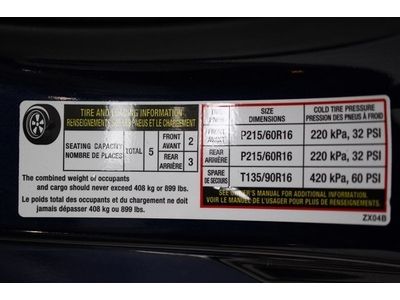 TIRE AND LOADING INFORMATION
RENSEIGNEMENTS SUR LES PNEUS ET LE CHARGEMENT
SEATING CAPACITY
NOMBRE DE PLACES
TOTAL 5
FRONT
AVANT 2
REAR
ARRIÈRE 3
The combined weight of occupants
and cargo should never exceed 408 kg or 899 lbs.
Le poids total des occupants et du chargement ne doit
jamais dépasser 408 kg ou 899 lbs.
TIRE
PNEU
SIZE
DIMENSIONS
COLD TIRE PRESSURE
PRESSION DES PNEUS À FROID
FRONT
AVANT
P215/60R16
220 kPa, 32 PSI
REAR
ARRIÈRE
P215/60R16
220 kPa, 32 PSI
SPARE
DE SECOURS
T135/90R16
420 kPa, 60 PSI
SEE OWNER'S MANUAL FOR ADDITIONAL INFORMATION
VOIR LE MANUEL DE L'USAGER POUR PLUS DE RENSEIGNEMENTS
ZX04B